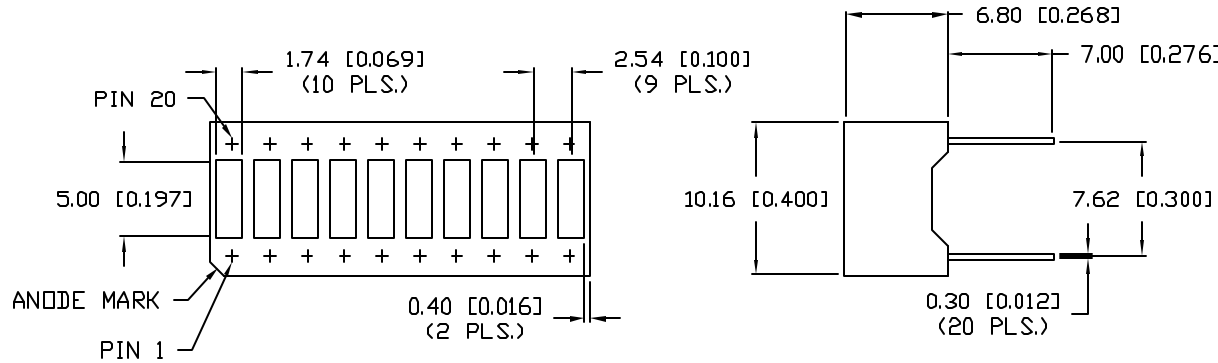 6.80 [0.268]
1.74 [0.069]
(10 PLS.)
2.54 [0.100]
(9 PLS.)
7.00 [0.276]
PIN 20
5.00 [0.197]
10.16 [0.400]
7.62 [0.300]
ANODE MARK
0.40 [0.016]
(2 PLS.)
0.30 [0.012]
(20 PLS.)
PIN 1